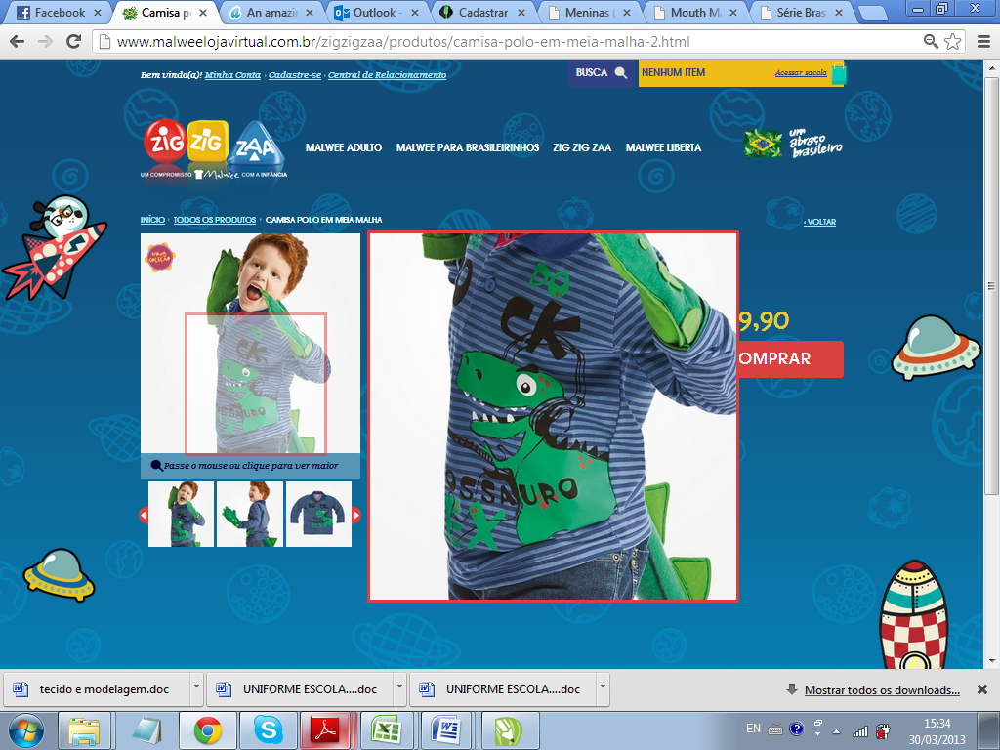 Facebook
Camisa p
An amazir
Outlook -
Cadastrar
Meninas (
Mouth M
Série Bras
www.malweelojavirtual.com.br/zigzigzaa/produtos/camisa-polo-em-meia-malha-2.html
Bem vindo(a)! Minha Conta · Cadastre-se · Central de Relacionamento
BUSCA
NENHUM ITEM
Acessar sacola
ZIG ZIG ZAA
UM COMPROMISSO Malwee COM A INFÂNCIA
MALWEE ADULTO MALWEE PARA BRASILEIRINHOS ZIG ZIG ZAA MALWEE LIBERTA
um abraço brasileiro
INÍCIO · TODOS OS PRODUTOS · CAMISA POLO EM MEIA MALHA
‹ VOLTAR
NOVA COLEÇÃO
DO
CK
OSSAURO
EX
9,90
OMPRAR
Passe o mouse ou clique para ver maior
tecido e modelagem.doc
UNIFORME ESCOLA....doc
UNIFORME ESCOLA....doc
Mostrar todos os downloads...
EN
15:34
30/03/2013